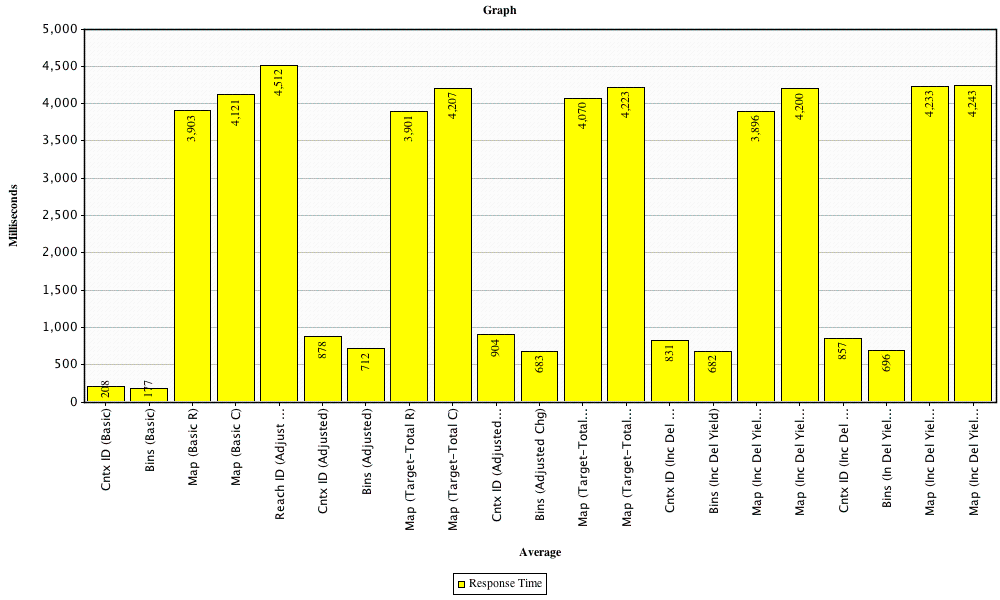 Graph
Milliseconds
5,000
4,500
4,000
3,500
3,000
2,500
2,000
1,500
1,000
500
0
208
177
3,903
4,121
4,512
878
712
3,901
4,207
904
683
4,070
4,223
831
682
3,896
4,200
857
696
4,233
4,243
Cntx ID (Basic)
Bins (Basic)
Map (Basic R)
Map (Basic C)
Reach ID (Adjust ...
Cntx ID (Adjusted)
Bins (Adjusted)
Map (Target-Total R)
Map (Target-Total C)
Cntx ID (Adjusted...
Bins (Adjusted Chg)
Map (Target-Total...
Map (Target-Total...
Cntx ID (Inc Del ...
Bins (Inc Del Yield)
Map (Inc Del Yiel...
Map (Inc Del Yiel...
Cntx ID (Inc Del ...
Bins (In Del Yiel...
Map (Inc Del Yiel...
Map (Inc Del Yiel...
Average
Response Time